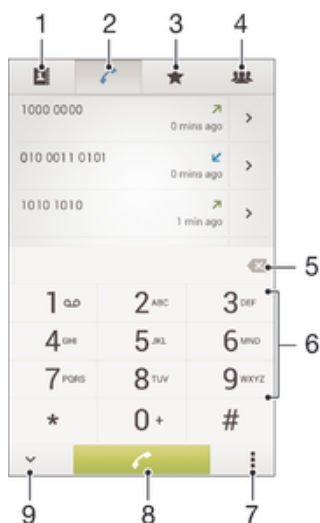 1 2 3 4
1000 0000
0 mins ago
010 0011 0101
0 mins ago
1010 1010
1 min ago
5
1 2 ABC 3 DEF
4 GHI 5 JKL 6 MNO
6
7 PQRS 8 TUV 9 WXYZ
* 0 + #
9 8 7